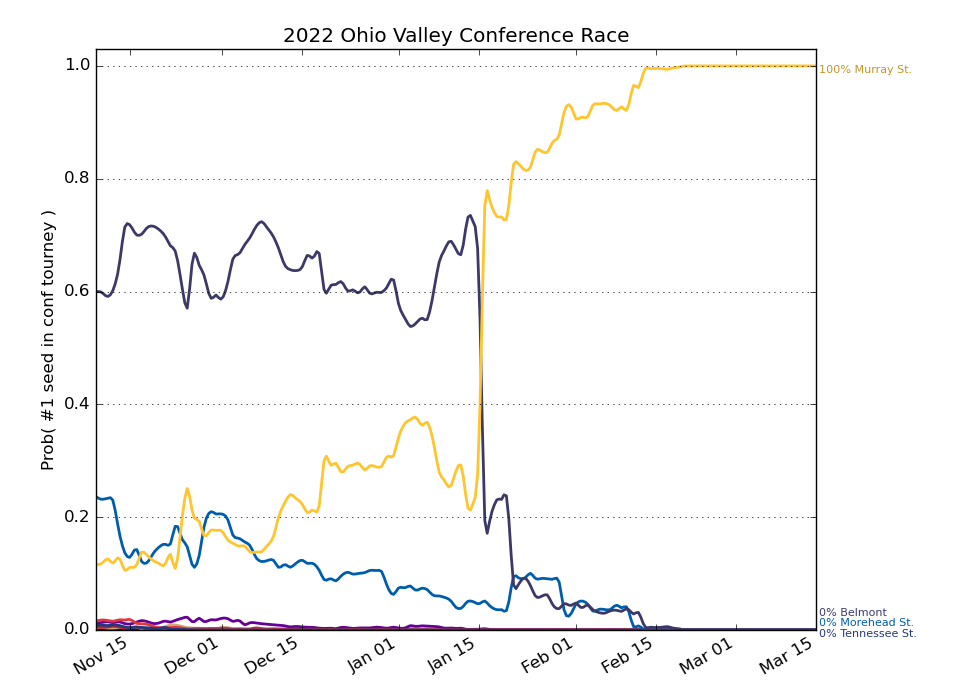 2022 Ohio Valley Conference Race
Prob( #1 seed in conf tourney )
1.0
0.8
0.6
0.4
0.2
0.0
Nov 15
Dec 01
Dec 15
Jan 01
Jan 15
Feb 01
Feb 15
Mar 01
Mar 15
100% Murray St.
0% Belmont
0% Morehead St.
0% Tennessee St.